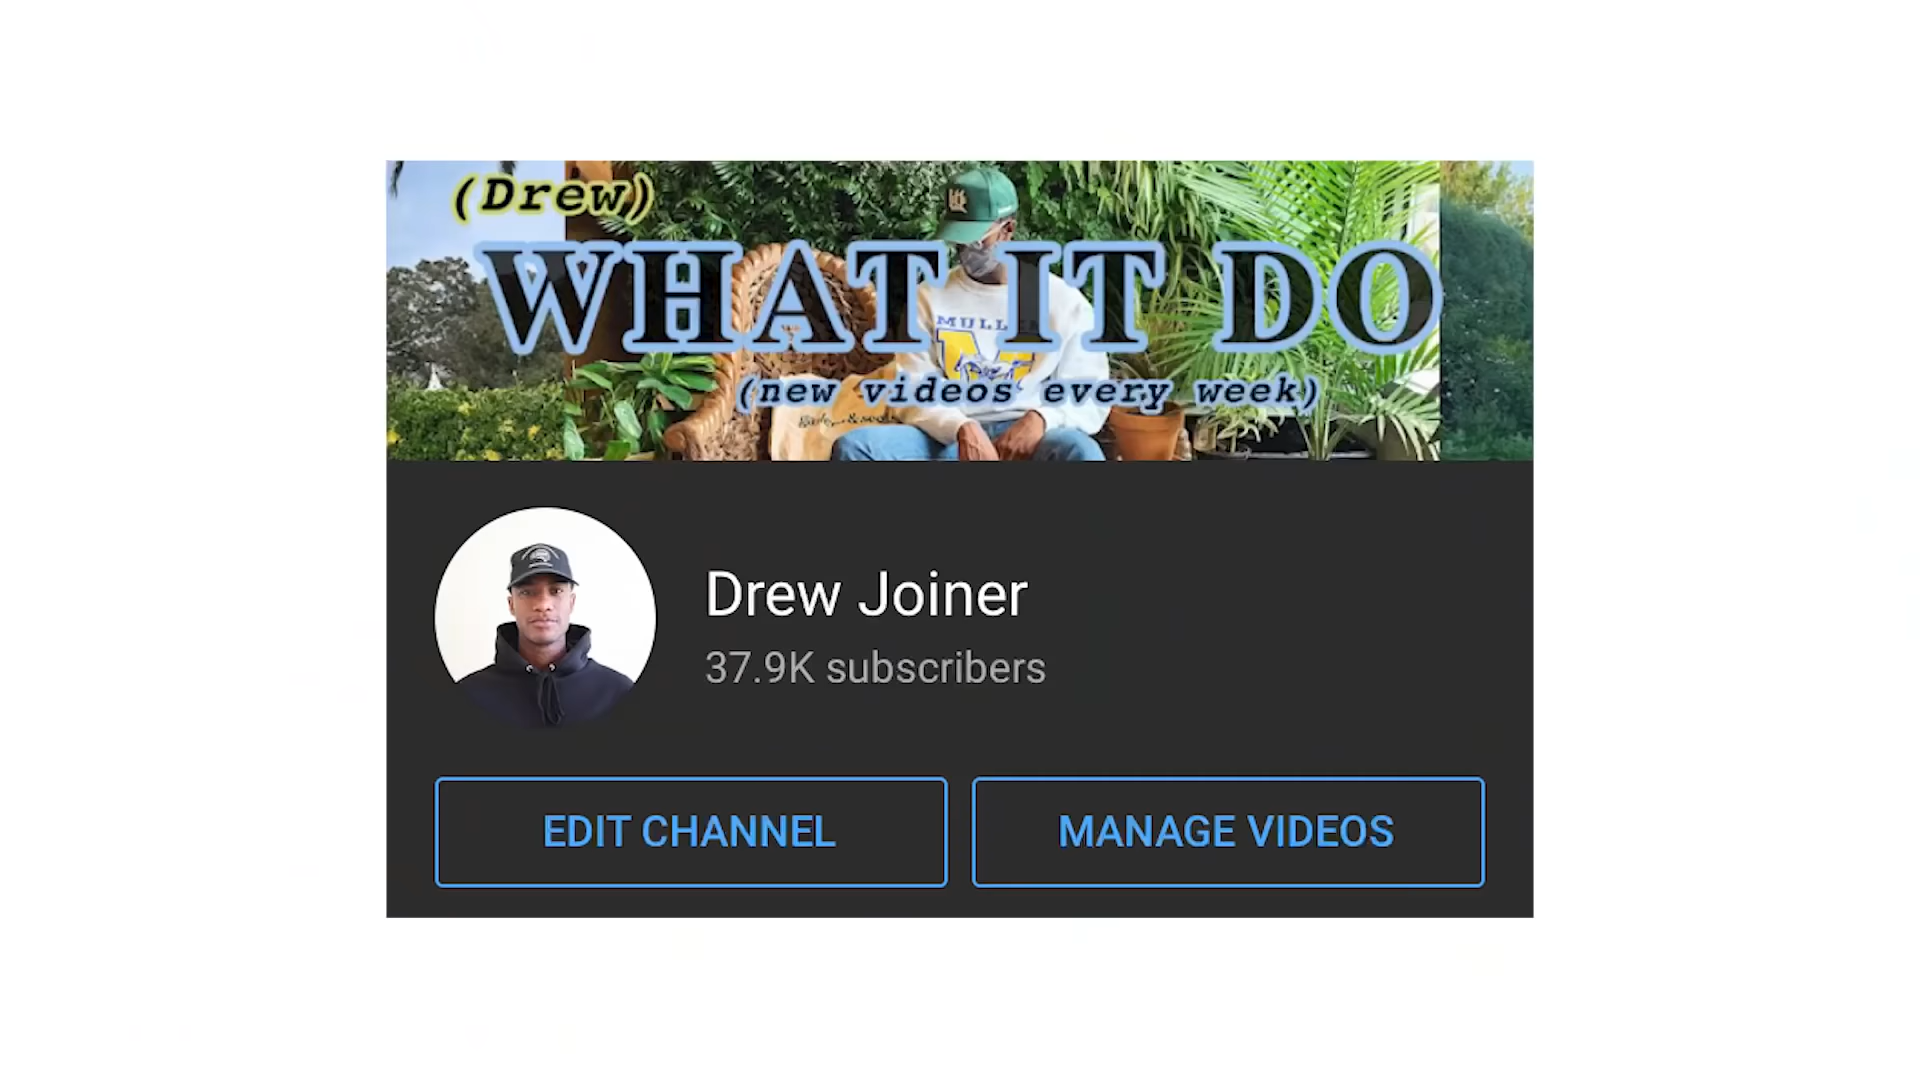 (Drew)
WHAT IT DO
(new videos every week)
Drew Joiner
37.9K subscribers
EDIT CHANNEL
MANAGE VIDEOS